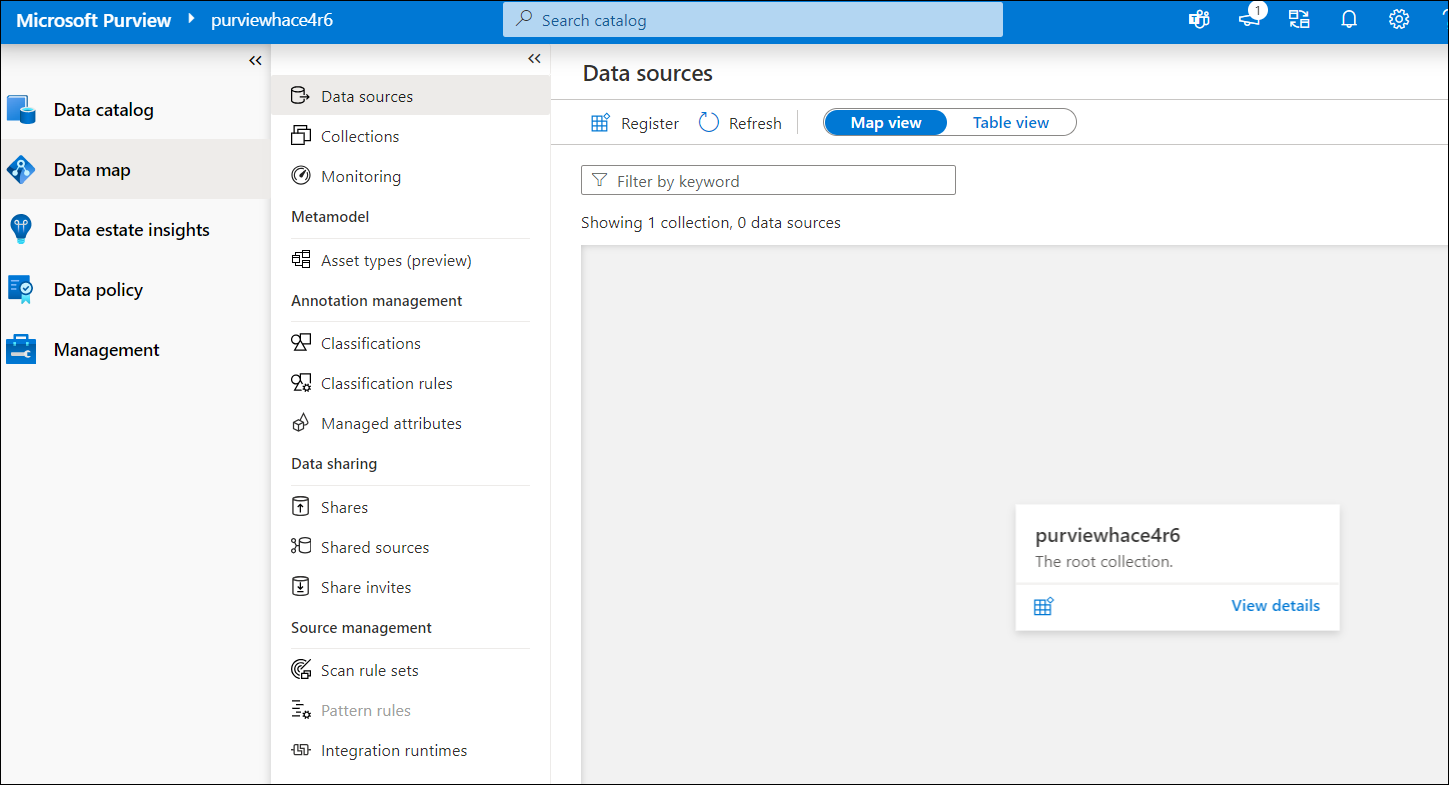 Microsoft Purview purviewhace4r6
Search catalog
1
Data catalog
Data map
Data estate insights
Data policy
Management
Data sources
Collections
Monitoring
Metamodel
Asset types (preview)
Annotation management
Classifications
Classification rules
Managed attributes
Data sharing
Shares
Shared sources
Share invites
Source management
Scan rule sets
Pattern rules
Integration runtimes
Data sources
Register Refresh Map view Table view
Filter by keyword
Showing 1 collection, 0 data sources
purviewhace4r6
The root collection.
View details